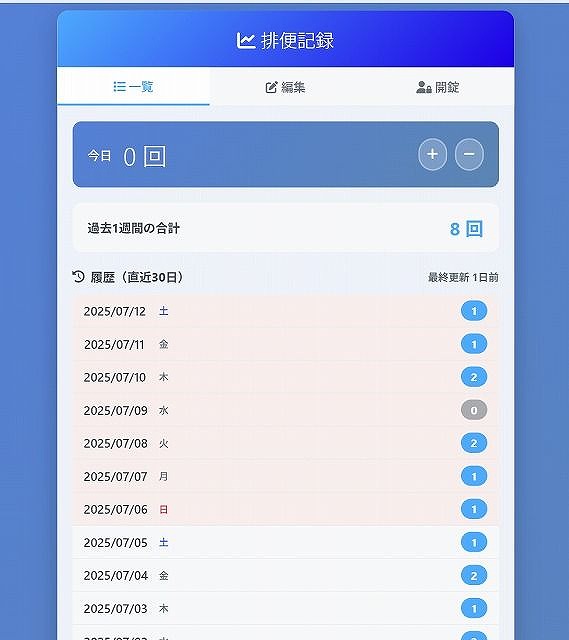 排便記録
一覧
編集
開錠
今日 0 回
+ −
過去1週間の合計 8 回
履歴（直近30日） 最終更新 1日前
2025/07/12 土 1
2025/07/11 金 1
2025/07/10 木 2
2025/07/09 水 0
2025/07/08 火 2
2025/07/07 月 1
2025/07/06 日 1
2025/07/05 土 1
2025/07/04 金 2
2025/07/03 木 1